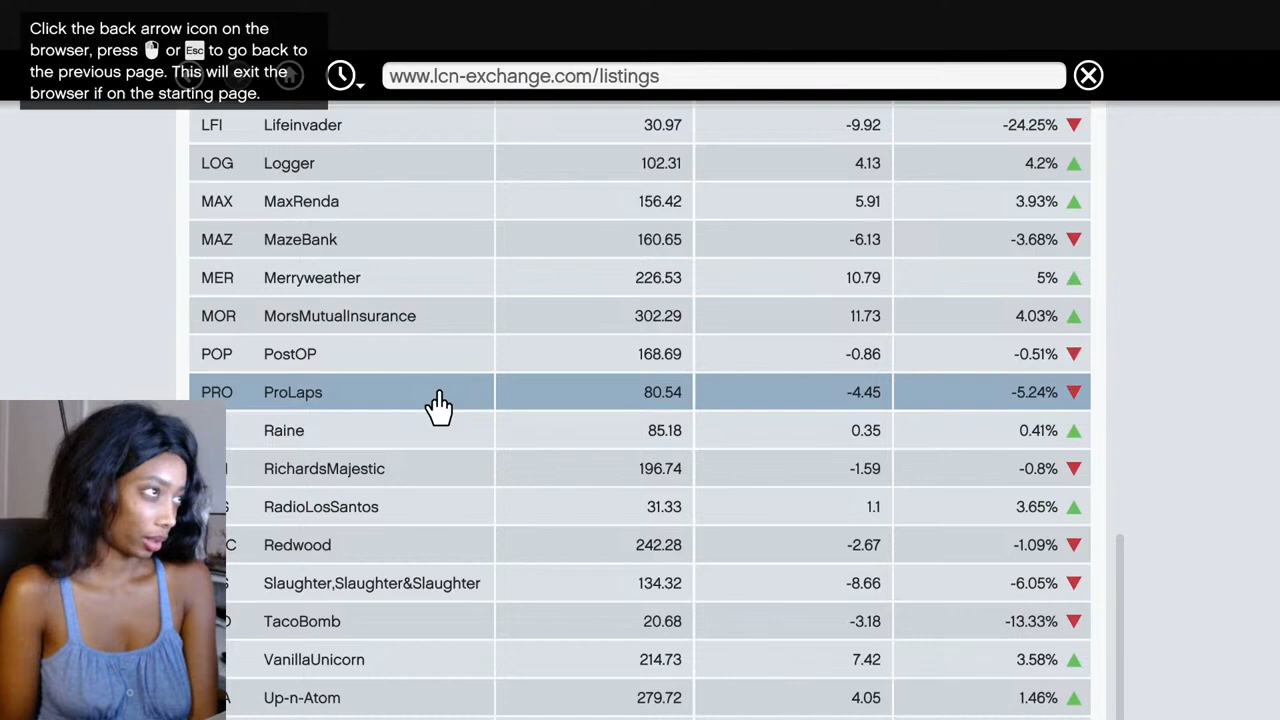 Click the back arrow icon on the
browser, press or Esc to go back to
the previous page. This will exit the
browser if on the starting page.
www.lcn-exchange.com/listings
LFI Lifeinvader 30.97 -9.92 -24.25%
LOG Logger 102.31 4.13 4.2%
MAX MaxRenda 156.42 5.91 3.93%
MAZ MazeBank 160.65 -6.13 -3.68%
MER Merryweather 226.53 10.79 5%
MOR MorsMutualInsurance 302.29 11.73 4.03%
POP PostOP 168.69 -0.86 -0.51%
PRO ProLaps 80.54 -4.45 -5.24%
Raine 85.18 0.35 0.41%
RichardsMajestic 196.74 -1.59 -0.8%
RadioLosSantos 31.33 1.1 3.65%
C Redwood 242.28 -2.67 -1.09%
Slaughter,Slaughter&Slaughter 134.32 -8.66 -6.05%
TacoBomb 20.68 -3.18 -13.33%
VanillaUnicorn 214.73 7.42 3.58%
Up-n-Atom 279.72 4.05 1.46%